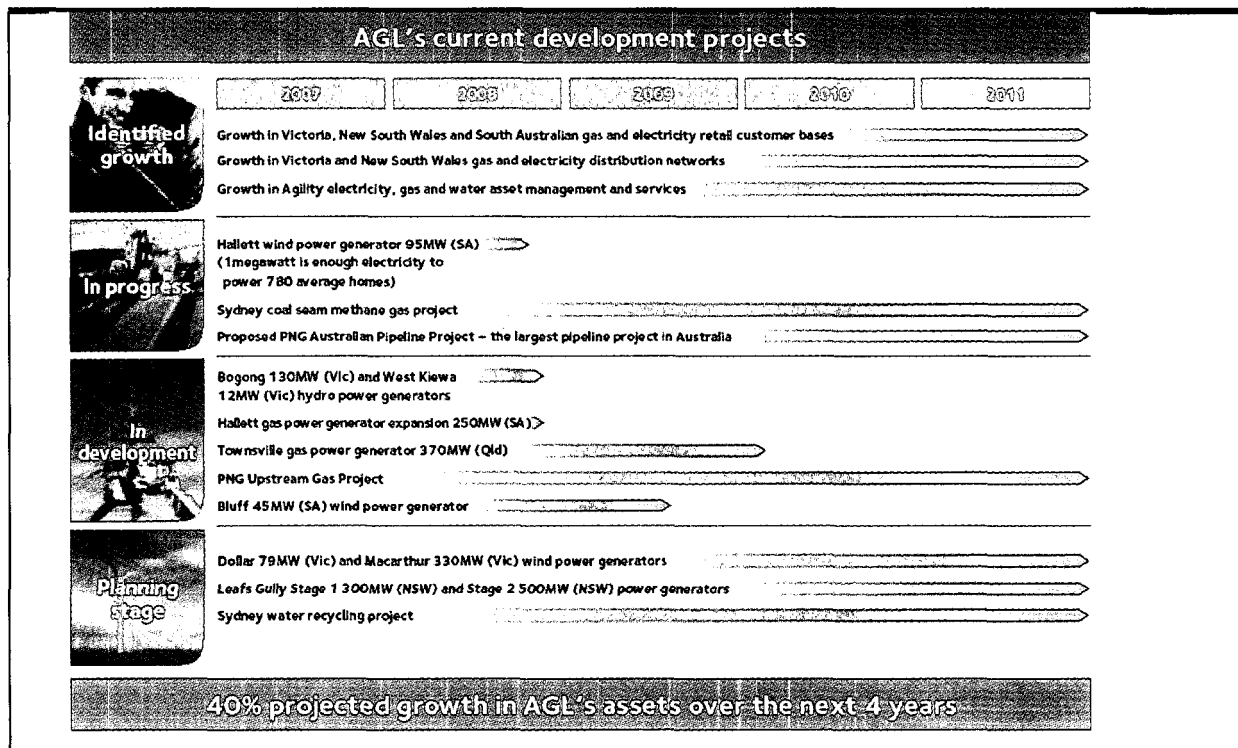 AGL's current development projects
2007 2008 2009 2010 2011
Identified
growth
Growth in Victoria, New South Wales and South Australian gas and electricity retail customer bases
Growth in Victoria and New South Wales gas and electricity distribution networks
Growth in Agility electricity, gas and water asset management and services
In progress
Hallett wind power generator 95MW (SA)
(1megawatt is enough electricity to
power 780 average homes)
Sydney coal seam methane gas project
Proposed PNG Australian Pipeline Project – the largest pipeline project in Australia
In
development
Bogong 130MW (Vic) and West Kiewa
12MW (Vic) hydro power generators
Hallett gas power generator expansion 250MW (SA)
Townsville gas power generator 370MW (Qld)
PNG Upstream Gas Project
Bluff 45MW (SA) wind power generator
Planning
stage
Dollar 79MW (Vic) and Macarthur 330MW (Vic) wind power generators
Leafs Gully Stage 1 300MW (NSW) and Stage 2 500MW (NSW) power generators
Sydney water recycling project
40% projected growth in AGL's assets over the next 4 years